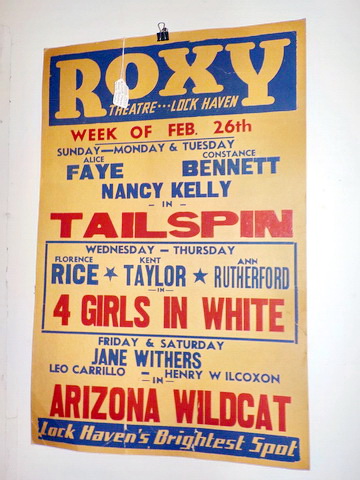 ROXY
THEATRE···LOCK HAVEN
WEEK OF FEB. 26th
SUNDAY—MONDAY & TUESDAY
ALICE FAYE CONSTANCE BENNETT
NANCY KELLY
- IN -
TAILSPIN
WEDNESDAY - THURSDAY
FLORENCE RICE ★ KENT TAYLOR ★ ANN RUTHERFORD
-IN-
4 GIRLS IN WHITE
FRIDAY & SATURDAY
JANE WITHERS
LEO CARRILLO - HENRY WILCOXON
-IN-
ARIZONA WILDCAT
Lock Haven's Brightest Spot